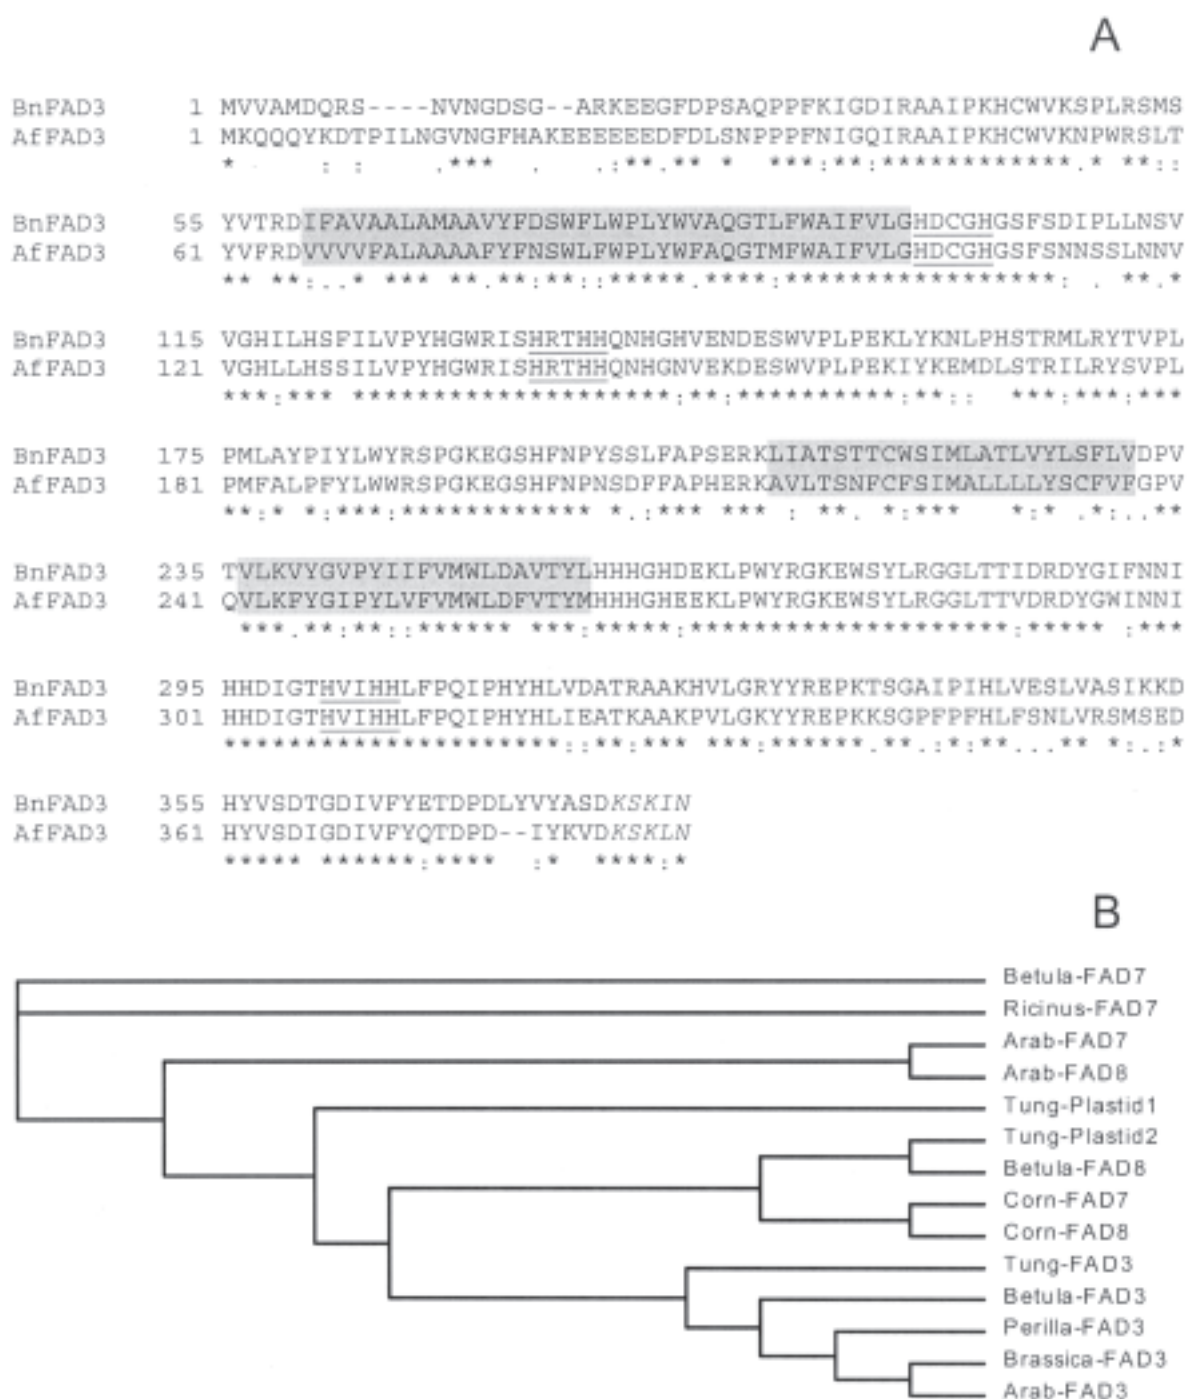 A
BnFAD3 1 MVVAMDQRS----NVNGDSG--ARKEEGFDPSAQPPFKIGDIRAAIPKHCWVKSPLRSMS
AfFAD3 1 MKQQQYKDTPILNGVNGFHAKEEEEEEDFDLSNPPPFNIGQIRAAIPKHCWVKNPWRSLT
* . : : .*** . .:**.** * ***:**:************.* **::
BnFAD3 55 YVTRDIFAVAALAMAAVYFDSWFLWPLYWVAQGTLFWAIFVLGHDCGHGSFSDIPLLNSV
AfFAD3 61 YVFRDVVVVFALAAAAFYFNSWLFWPLYWFAQGTMFWAIFVLGHDCGHGSFSNNSSLNNV
** **:..* *** **.**:**::*****.****:*****************: . **.*
BnFAD3 115 VGHILHSFILVPYHGWRISHRTHHQNHGHVENDESWVPLPEKLYKNLPHSTRMLRYTVPL
AfFAD3 121 VGHLLHSSILVPYHGWRISHRTHHQNHGNVEKDESWVPLPEKIYKEMDLSTRILRYSVPL
***:*** ********************:**:**********:**:: ***:***:***
BnFAD3 175 PMLAYPIYLWYRSPGKEGSHFNPYSSLFAPSERKLIATSTTCWSIMLATLVYLSFLVDPV
AfFAD3 181 PMFALPFYLWWRSPGKEGSHFNPNSDFFAPHERKAVLTSNFCFSIMALLLLYSCFVFGPV
**:* *:***:************ *.:*** *** : **. *:*** *:* .*:..**
BnFAD3 235 TVLKVYGVPYIIFVMWLDAVTYLHHHGHDEKLPWYRGKEWSYLRGGLTTIDRDYGIFNNI
AfFAD3 241 QVLKFYGIPYLVFVMWLDFVTYMHHHGHEEKLPWYRGKEWSYLRGGLTTVDRDYGWINNI
***.**:**::****** ***:*****:********************:***** :***
BnFAD3 295 HHDIGTHVIHHLFPQIPHYHLVDATRAAKHVLGRYYREPKTSGAIPIHLVESLVASIKKD
AfFAD3 301 HHDIGTHVIHHLFPQIPHYHLIEATKAAKPVLGKYYREPKKSGPFPFHLFSNLVRSMSED
*********************::**:*** ***:******.**.:*:**...** *:.:*
BnFAD3 355 HYVSDTGDIVFYETDPDLYVYASDKSKIN
AfFAD3 361 HYVSDIGDIVFYQTDPD--IYKVDKSKLN
***** ******:**** :* ****:*
B
Betula-FAD7
Ricinus-FAD7
Arab-FAD7
Arab-FAD8
Tung-Plastid1
Tung-Plastid2
Betula-FAD8
Corn-FAD7
Corn-FAD8
Tung-FAD3
Betula-FAD3
Perilla-FAD3
Brassica-FAD3
Arab-FAD3